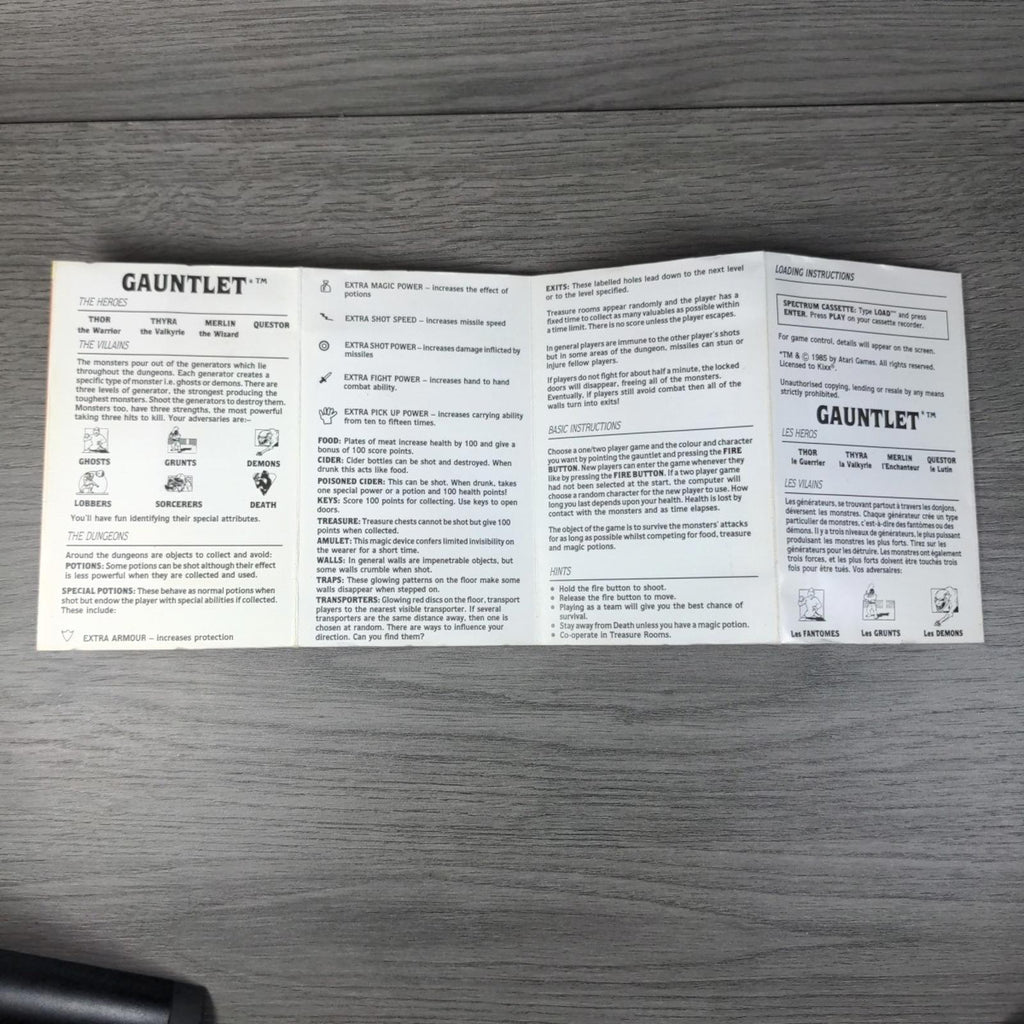 GAUNTLET*™
THE HEROES
THOR THYRA MERLIN QUESTOR
the Warrior the Valkyrie the Wizard
THE VILLAINS
The monsters pour out of the generators which lie
throughout the dungeons. Each generator creates a
specific type of monster i.e. ghosts or demons. There are
three levels of generator, the strongest producing the
toughest monsters. Shoot the generators to destroy them.
Monsters too, have three strengths, the most powerful
taking three hits to kill. Your adversaries are:–
GHOSTS GRUNTS DEMONS
LOBBERS SORCERERS DEATH
You'll have fun identifying their special attributes.
THE DUNGEONS
Around the dungeons are objects to collect and avoid:
POTIONS: Some potions can be shot although their effect
is less powerful when they are collected and used.
SPECIAL POTIONS: These behave as normal potions when
shot but endow the player with special abilities if collected.
These include:
EXTRA ARMOUR – increases protection
EXTRA MAGIC POWER – increases the effect of
potions
EXTRA SHOT SPEED – increases missile speed
EXTRA SHOT POWER – increases damage inflicted by
missiles
EXTRA FIGHT POWER – increases hand to hand
combat ability.
EXTRA PICK UP POWER – increases carrying ability
from ten to fifteen times.
FOOD: Plates of meat increase health by 100 and give a
bonus of 100 score points.
CIDER: Cider bottles can be shot and destroyed. When
drunk this acts like food.
POISONED CIDER: This can be shot. When drunk, takes
one special power or a potion and 100 health points!
KEYS: Score 100 points for collecting. Use keys to open
doors.
TREASURE: Treasure chests cannot be shot but give 100
points when collected.
AMULET: This magic device confers limited invisibility on
the wearer for a short time.
WALLS: In general walls are impenetrable objects, but
some walls crumble when shot.
TRAPS: These glowing patterns on the floor make some
walls disappear when stepped on.
TRANSPORTERS: Glowing red discs on the floor, transport
players to the nearest visible transporter. If several
transporters are the same distance away, then one is
chosen at random. There are ways to influence your
direction. Can you find them?
EXITS: These labelled holes lead down to the next level
or to the level specified.
Treasure rooms appear randomly and the player has a
fixed time to collect as many valuables as possible within
a time limit. There is no score unless the player escapes.
In general players are immune to the other player's shots
but in some areas of the dungeon, missiles can stun or
injure fellow players.
If players do not fight for about half a minute, the locked
doors will disappear, freeing all of the monsters.
Eventually, if players still avoid combat then all of the
walls turn into exits!
BASIC INSTRUCTIONS
Choose a one/two player game and the colour and character
you want by pointing the gauntlet and pressing the FIRE
BUTTON. New players can enter the game whenever they
like by pressing the FIRE BUTTON. If a two player game
had not been selected at the start, the computer will
choose a random character for the new player to use. How
long you last depends upon your health. Health is lost by
contact with the monsters and as time elapses.
The object of the game is to survive the monsters' attacks
for as long as possible whilst competing for food, treasure
and magic potions.
HINTS
• Hold the fire button to shoot.
• Release the fire button to move.
• Playing as a team will give you the best chance of
survival.
• Stay away from Death unless you have a magic potion.
• Co-operate in Treasure Rooms.
LOADING INSTRUCTIONS
SPECTRUM CASSETTE: Type LOAD"" and press
ENTER. Press PLAY on your cassette recorder.
For game control, details will appear on the screen.
*TM & © 1985 by Atari Games. All rights reserved.
Licensed to Kixx®.
Unauthorised copying, lending or resale by any means
strictly prohibited.
GAUNTLET*™
LES HEROS
THOR THYRA MERLIN QUESTOR
le Guerrier la Valkyrie l'Enchanteur le Lutin
LES VILAINS
Les générateurs, se trouvant partout à travers les donjons,
déversent les monstres. Chaque générateur crée un type
particulier de monstres, c'est-à-dire des fantômes ou des
démons. Il y a trois niveaux de générateurs, le plus puissant
produisant les monstres les plus forts. Tirez sur les
générateurs pour les détruire. Les monstres ont également
trois forces, et les plus forts doivent être touchés trois
fois pour être tués. Vos adversaires:
Les FANTOMES Les GRUNTS Les DEMONS